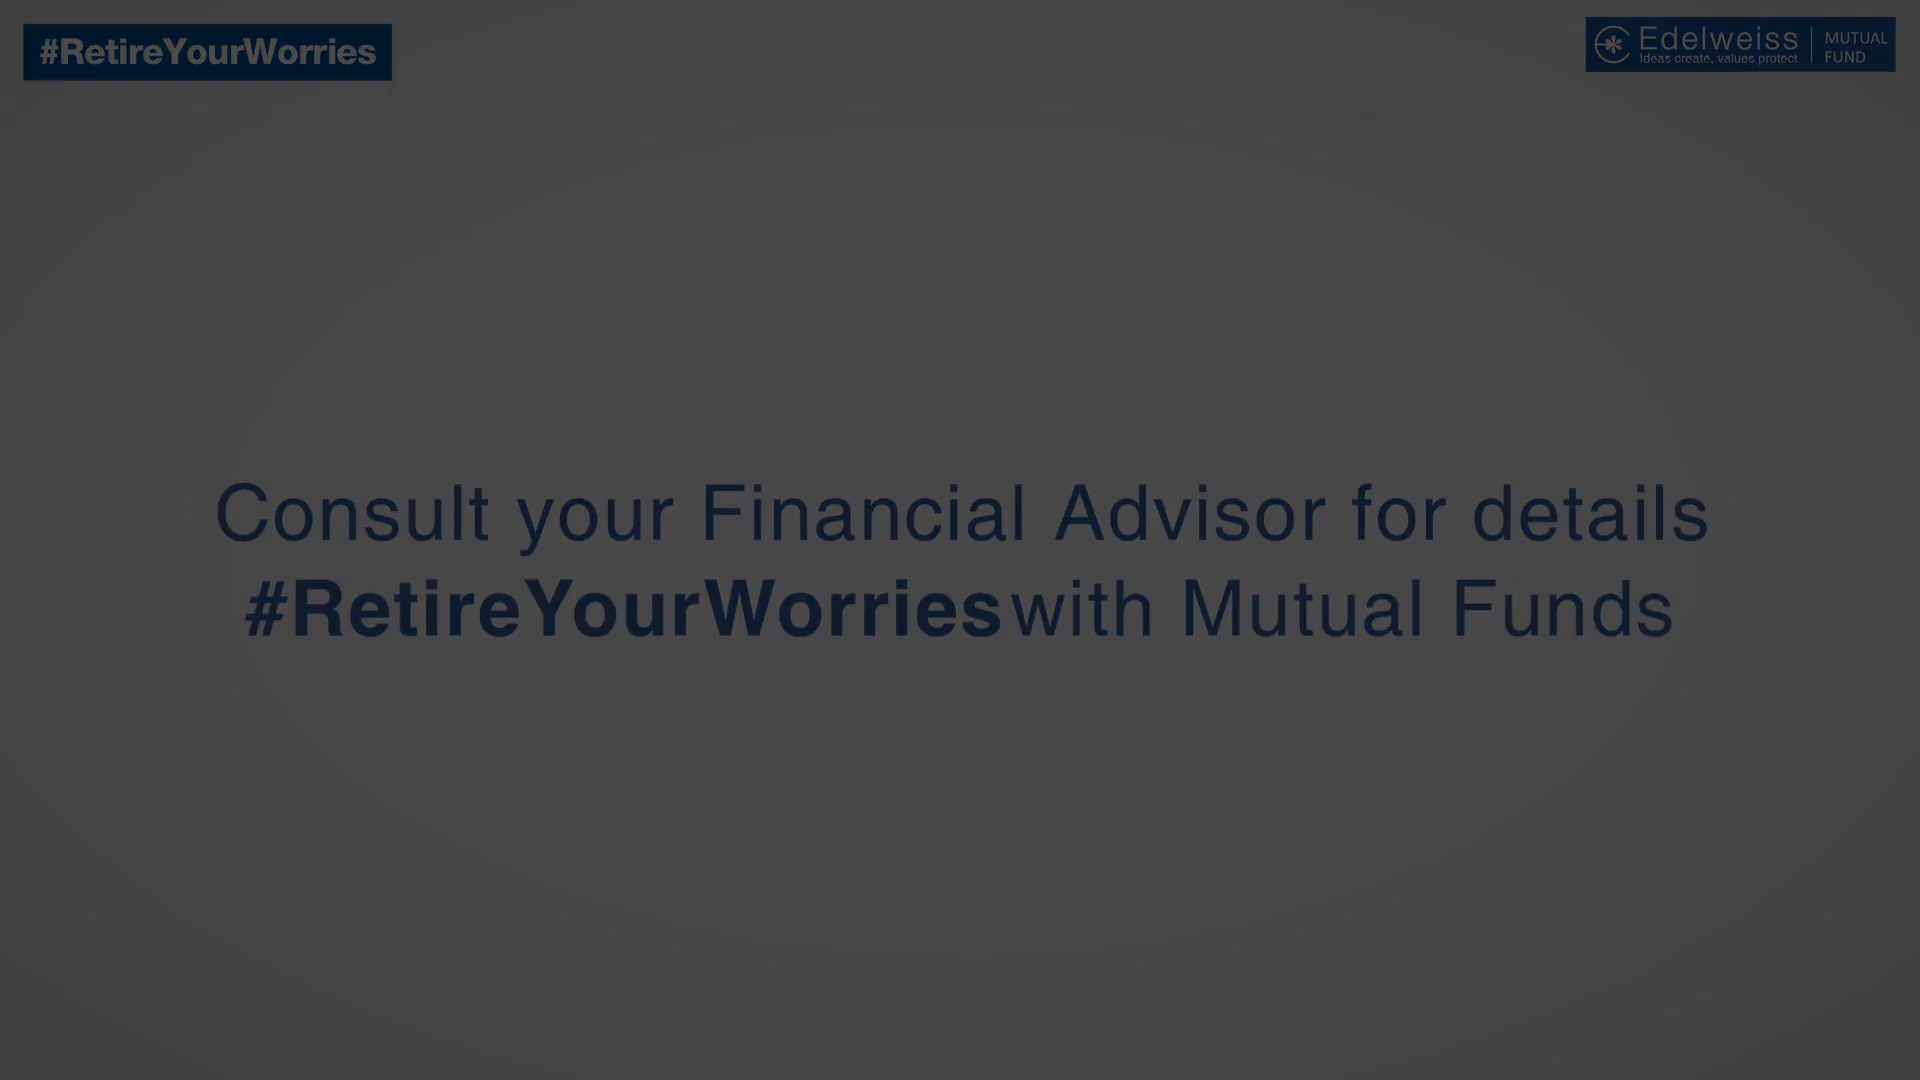 #RetireYourWorries
Edelweiss
Ideas create, values protect
MUTUAL
FUND
Consult your Financial Advisor for details
#RetireYourWorries with Mutual Funds